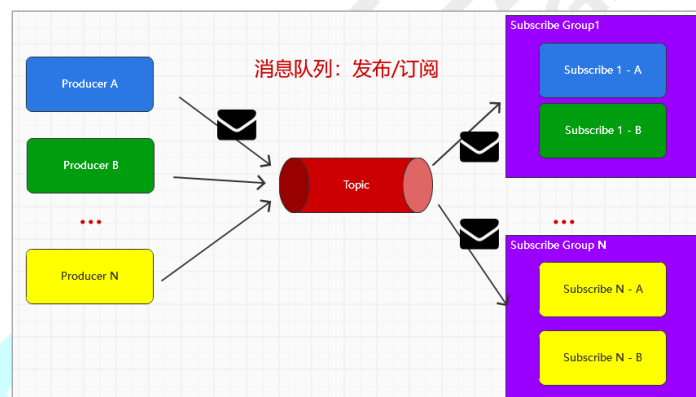 Subscribe Group1
消息队列：发布/订阅
Producer A
Subscribe 1 - A
Subscribe 1 - B
Producer B
Topic
...
...
Subscribe Group N
Producer N
Subscribe N - A
Subscribe N - B